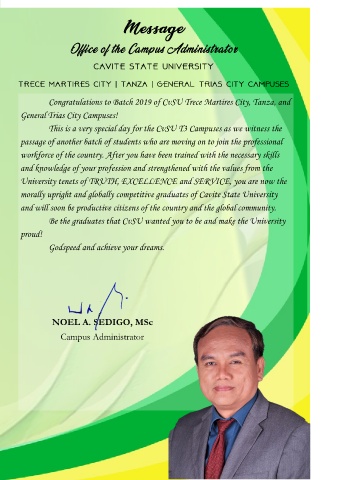 Message
Office of the Campus Administrator
CAVITE STATE UNIVERSITY
TRECE MARTIRES CITY | TANZA | GENERAL TRIAS CITY CAMPUSES
Congratulations to Batch 2019 of CvSU Trece Martires City, Tanza, and
General Trias City Campuses!
This is a very special day for the CvSU T3 Campuses as we witness the
passage of another batch of students who are moving on to join the professional
workforce of the country. After you have been trained with the necessary skills
and knowledge of your profession and strengthened with the values from the
University tenets of TRUTH, EXCELLENCE and SERVICE, you are now the
morally upright and globally competitive graduates of Cavite State University
and will soon be productive citizens of the country and the global community.
Be the graduates that CvSU wanted you to be and make the University
proud!
Godspeed and achieve your dreams.
NOEL A. SEDIGO, MSc
Campus Administrator